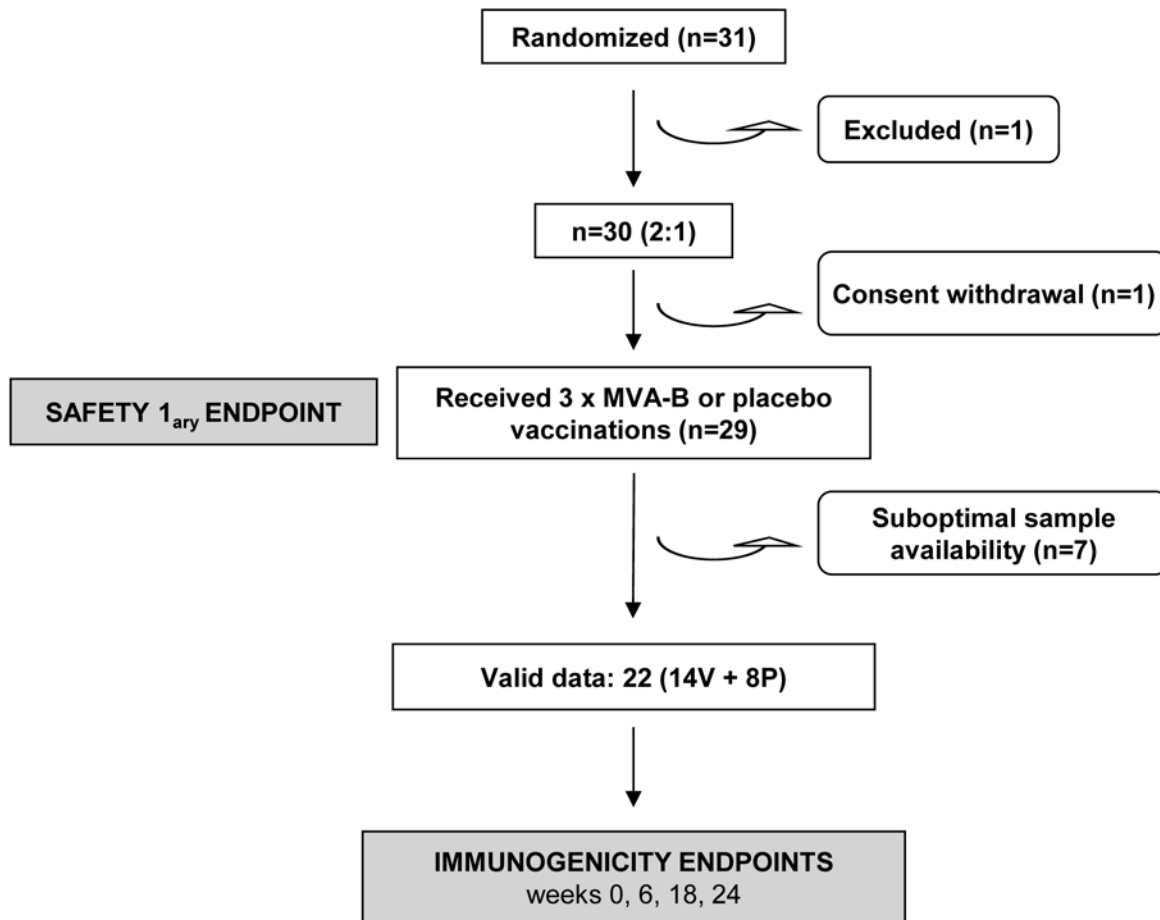 Randomized (n=31)
Excluded (n=1)
n=30 (2:1)
Consent withdrawal (n=1)
SAFETY 1ary ENDPOINT
Received 3 x MVA-B or placebo
vaccinations (n=29)
Suboptimal sample
availability (n=7)
Valid data: 22 (14V + 8P)
IMMUNOGENICITY ENDPOINTS
weeks 0, 6, 18, 24